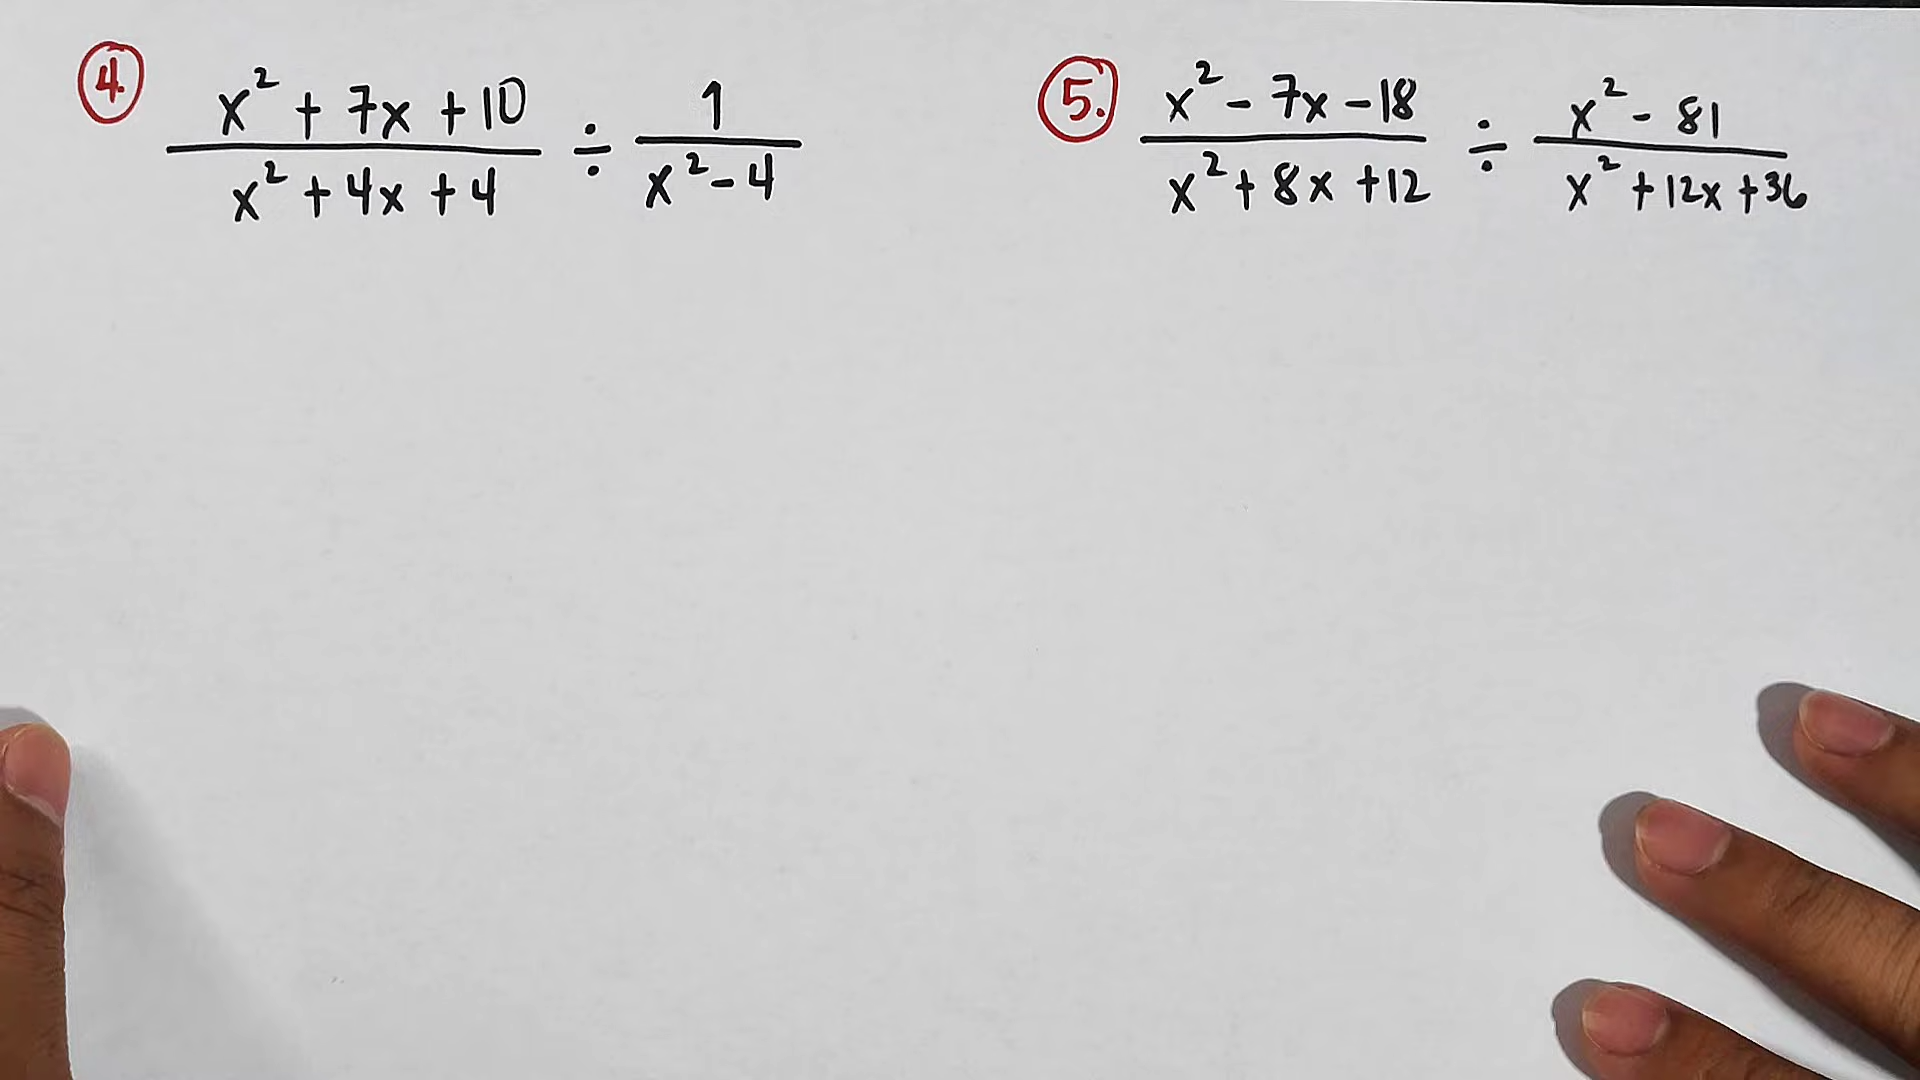 4. x² + 7x + 10 / x² + 4x + 4 ÷ 1 / x² - 4
5. x² - 7x - 18 / x² + 8x + 12 ÷ x² - 81 / x² + 12x + 36